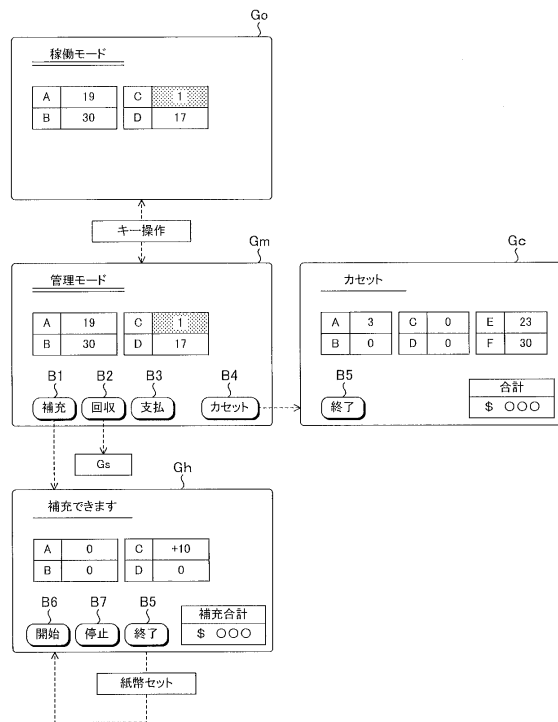 Go
稼働モード
A 19 C 1
B 30 D 17
キー操作
Gm
管理モード
A 19 C 1
B 30 D 17
B1 B2 B3 B4
補充 回収 支払 カセット
Gc
カセット
A 3 C 0 E 23
B 0 D 0 F 30
B5
終了
合計
$ ○○○
Gs
Gh
補充できます
A 0 C +10
B 0 D 0
B6 B7 B5
開始 停止 終了
補充合計
$ ○○○
紙幣セット